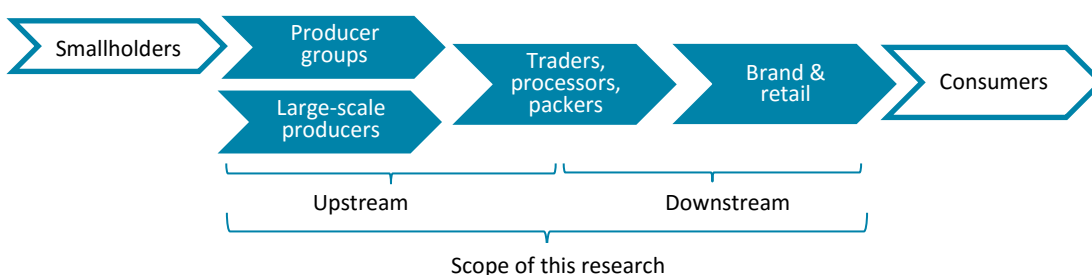 Smallholders
Producer
groups
Large-scale
producers
Traders,
processors,
packers
Brand &
retail
Consumers
Upstream
Downstream
Scope of this research